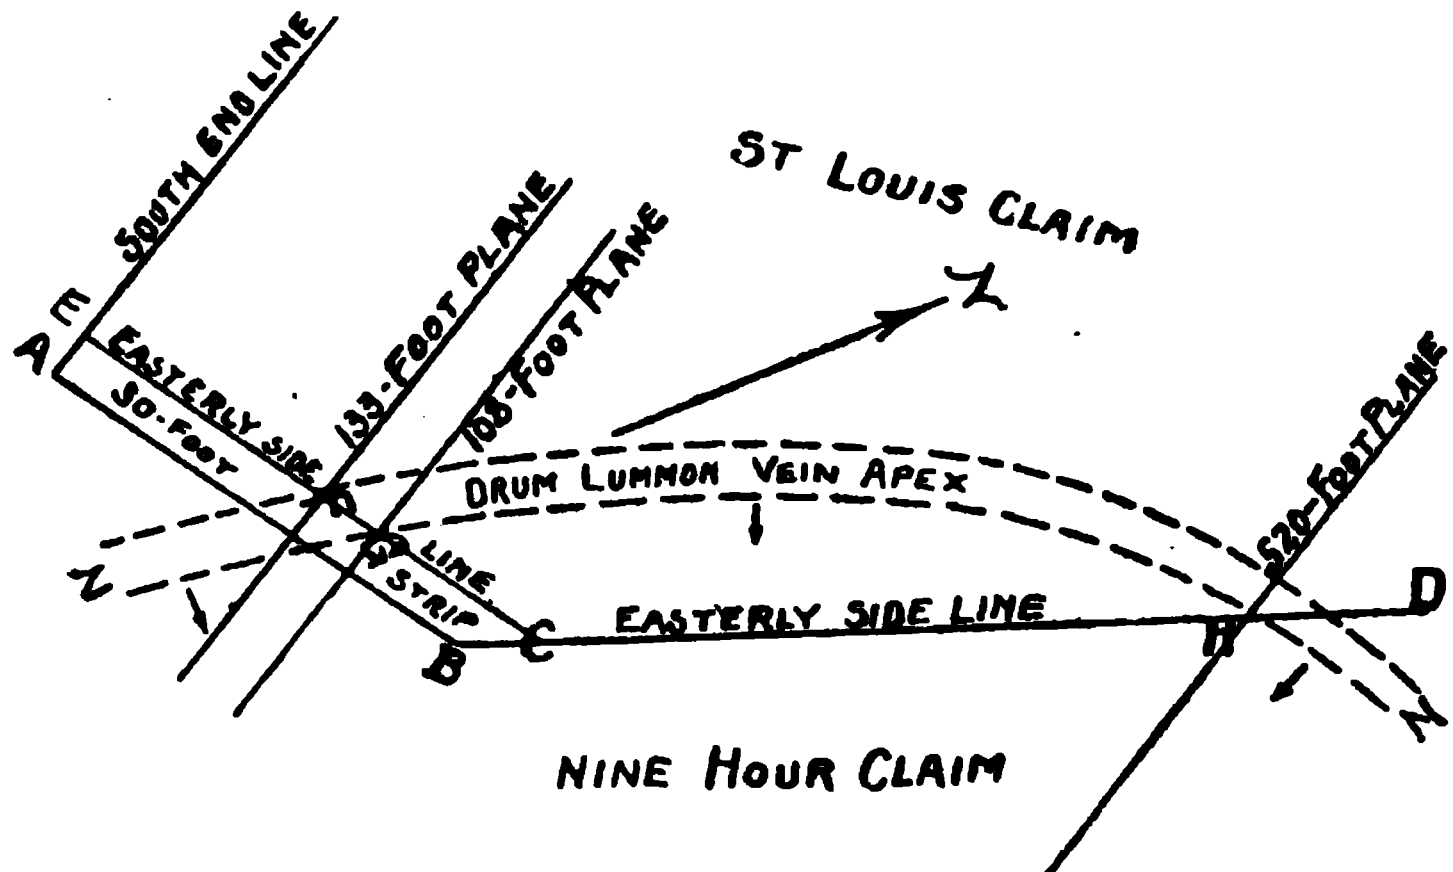 SOUTH END LINE
ST LOUIS CLAIM
133-FOOT PLANE
108-FOOT PLANE
E
A
EASTERLY SIDE LINE
30-FOOT STRIP
DRUM LUMMON VEIN APEX
520-FOOT PLANE
EASTERLY SIDE LINE
D
C
B
H
NINE HOUR CLAIM